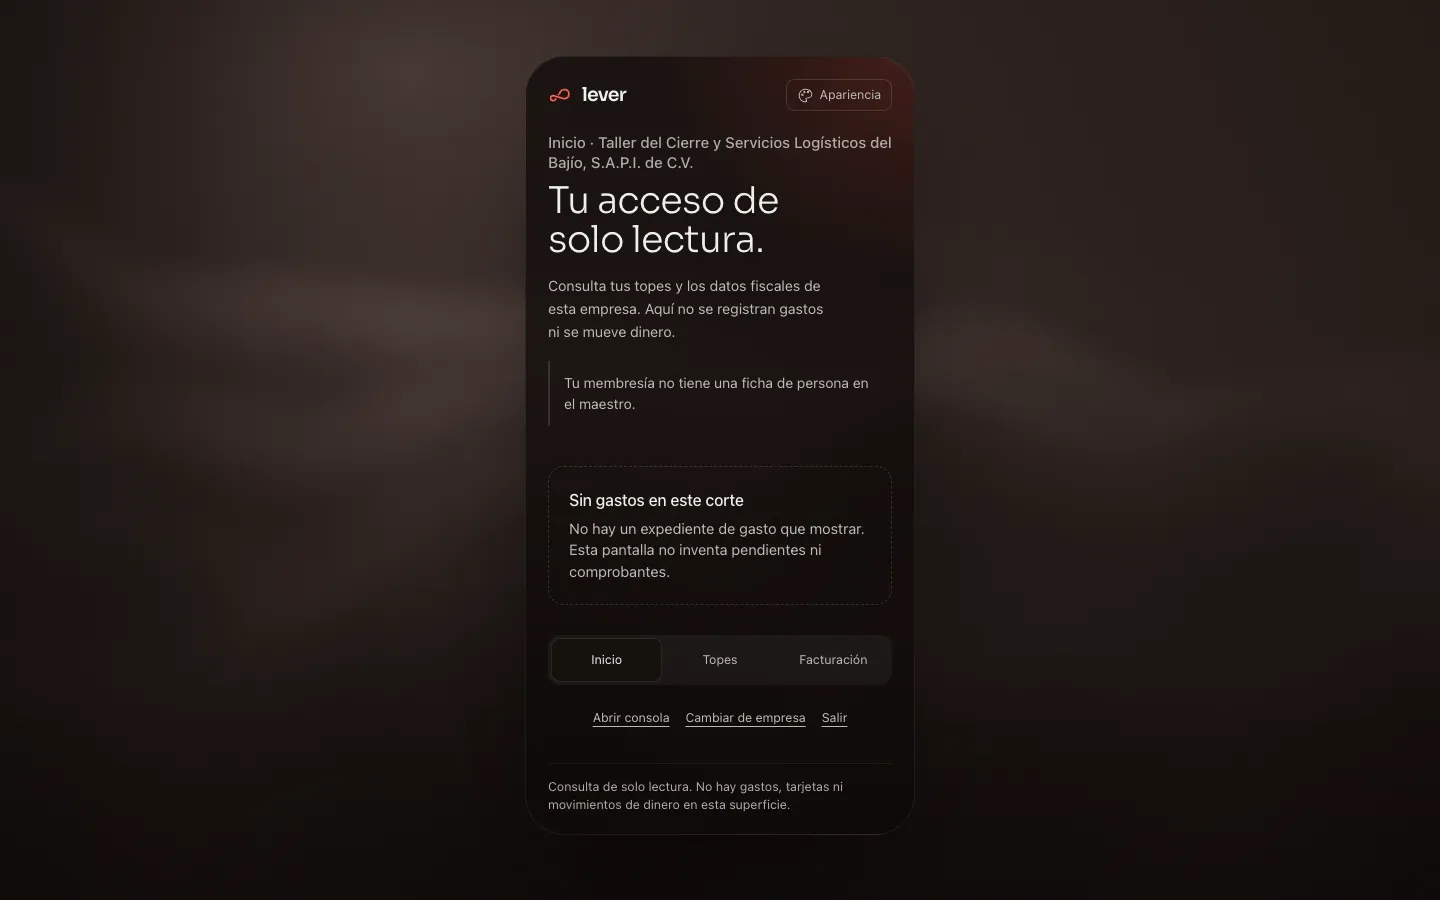 lever
Apariencia
Inicio · Taller del Cierre y Servicios Logísticos del
Bajío, S.A.P.I. de C.V.
Tu acceso de
solo lectura.
Consulta tus topes y los datos fiscales de
esta empresa. Aquí no se registran gastos
ni se mueve dinero.
Tu membresía no tiene una ficha de persona en
el maestro.
Sin gastos en este corte
No hay un expediente de gasto que mostrar.
Esta pantalla no inventa pendientes ni
comprobantes.
Inicio
Topes
Facturación
Abrir consola
Cambiar de empresa
Salir
Consulta de solo lectura. No hay gastos, tarjetas ni
movimientos de dinero en esta superficie.